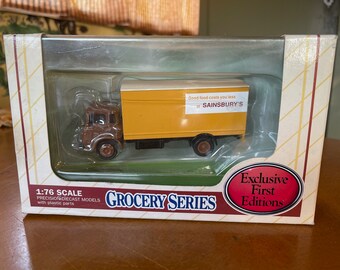 Good food costs you less
at SAINSBURY'S
1:76 SCALE
PRECISION DIECAST MODELS
with plastic parts
GROCERY SERIES
Exclusive
First
Editions